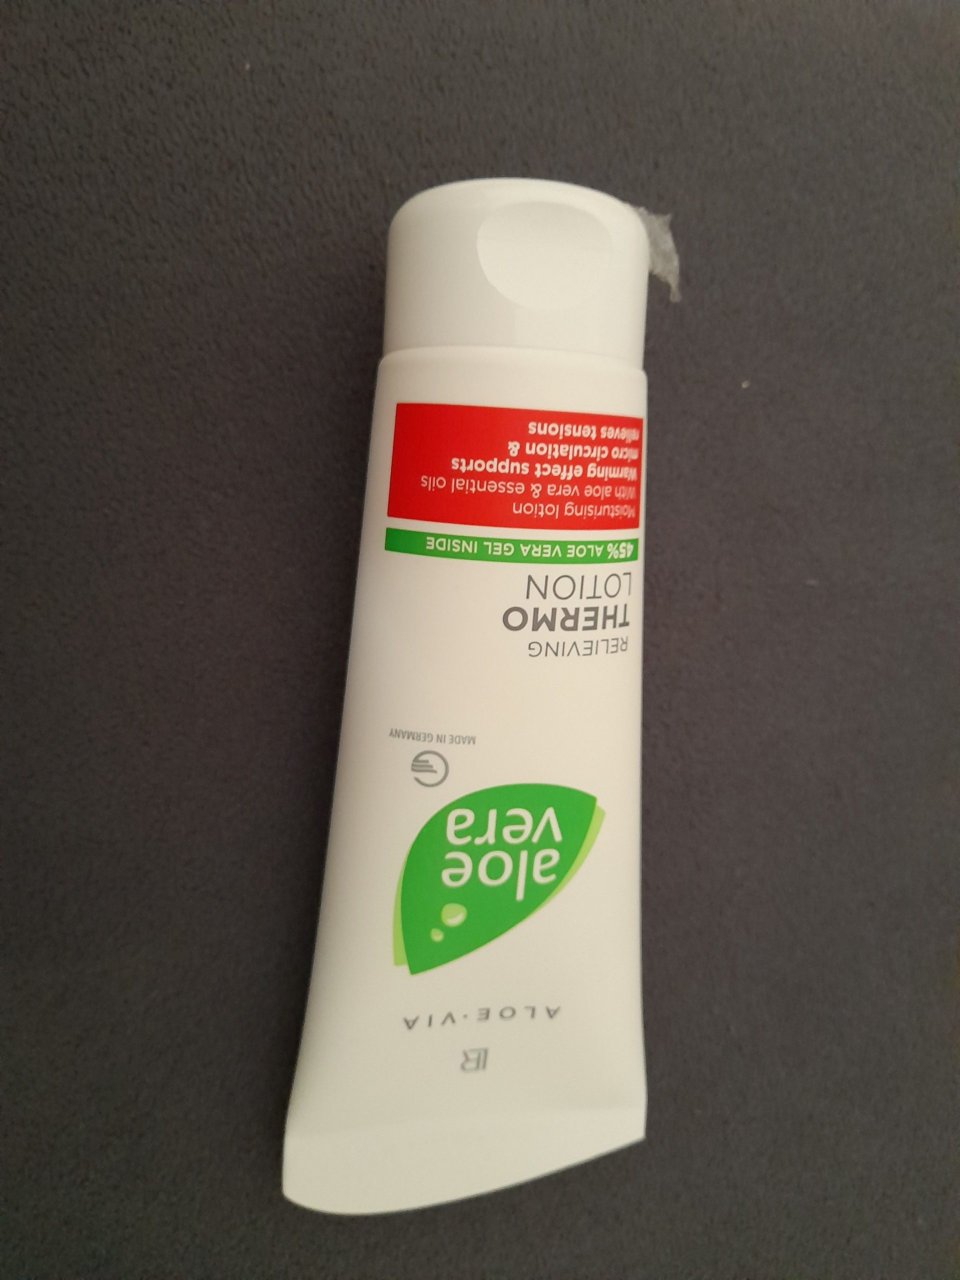 LR
ALOE·VIA
aloe
vera
MADE IN GERMANY
RELIEVING
THERMO
LOTION
45% ALOE VERA GEL INSIDE
Moisturising lotion
With aloe vera & essential oils
Warming effect supports
micro circulation &
relieves tensions